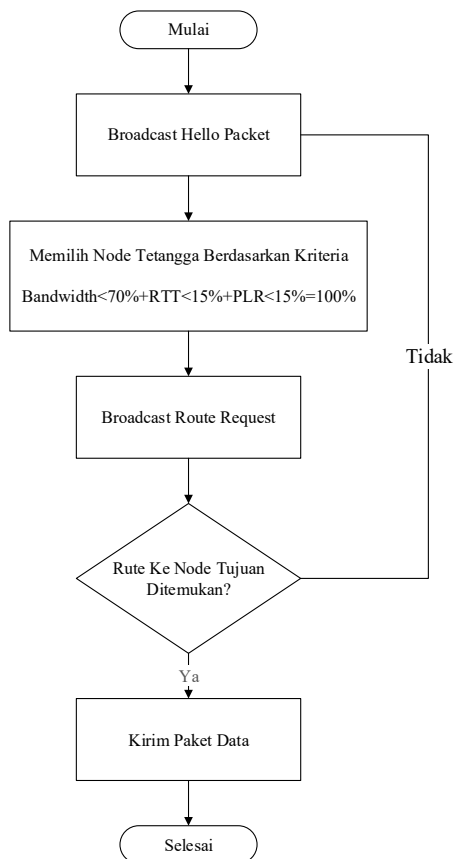 Mulai
Broadcast Hello Packet
Memilih Node Tetangga Berdasarkan Kriteria
Bandwidth<70%+RTT<15%+PLR<15%=100%
Tidak
Broadcast Route Request
Rute Ke Node Tujuan
Ditemukan?
Ya
Kirim Paket Data
Selesai